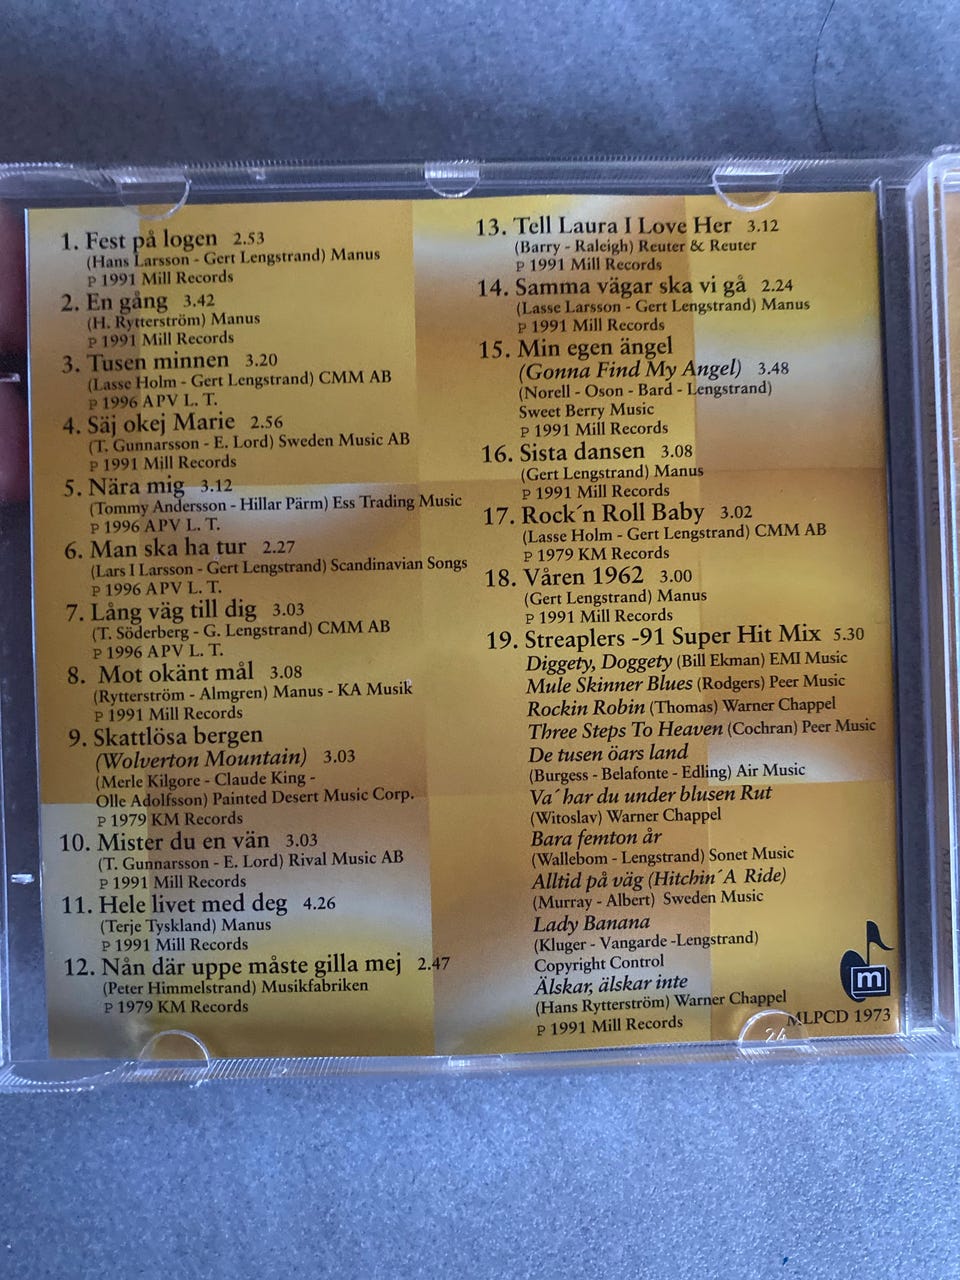 1. Fest på logen 2.53
(Hans Larsson - Gert Lengstrand) Manus
P 1991 Mill Records
2. En gång 3.42
(H. Rytterström) Manus
P 1991 Mill Records
3. Tusen minnen 3.20
(Lasse Holm - Gert Lengstrand) CMM AB
P 1996 APV L. T.
4. Säj okej Marie 2.56
(T. Gunnarsson - E. Lord) Sweden Music AB
P 1991 Mill Records
5. Nära mig 3.12
(Tommy Andersson - Hillar Pärm) Ess Trading Music
P 1996 APV L. T.
6. Man ska ha tur 2.27
(Lars I Larsson - Gert Lengstrand) Scandinavian Songs
P 1996 APV L. T.
7. Lång väg till dig 3.03
(T. Söderberg - G. Lengstrand) CMM AB
P 1996 APV L. T.
8. Mot okänt mål 3.08
(Rytterström - Almgren) Manus - KA Musik
P 1991 Mill Records
9. Skattlösa bergen
(Wolverton Mountain) 3.03
(Merle Kilgore - Claude King -
Olle Adolfsson) Painted Desert Music Corp.
P 1979 KM Records
10. Mister du en vän 3.03
(T. Gunnarsson - E. Lord) Rival Music AB
P 1991 Mill Records
11. Hele livet med deg 4.26
(Terje Tyskland) Manus
P 1991 Mill Records
12. Nån där uppe måste gilla mej 2.47
(Peter Himmelstrand) Musikfabriken
P 1979 KM Records
13. Tell Laura I Love Her 3.12
(Barry - Raleigh) Reuter & Reuter
P 1991 Mill Records
14. Samma vägar ska vi gå 2.24
(Lasse Larsson - Gert Lengstrand) Manus
P 1991 Mill Records
15. Min egen ängel
(Gonna Find My Angel) 3.48
(Norell - Oson - Bard - Lengstrand)
Sweet Berry Music
P 1991 Mill Records
16. Sista dansen 3.08
(Gert Lengstrand) Manus
P 1991 Mill Records
17. Rock´n Roll Baby 3.02
(Lasse Holm - Gert Lengstrand) CMM AB
P 1979 KM Records
18. Våren 1962 3.00
(Gert Lengstrand) Manus
P 1991 Mill Records
19. Streaplers -91 Super Hit Mix 5.30
Diggety, Doggety (Bill Ekman) EMI Music
Mule Skinner Blues (Rodgers) Peer Music
Rockin Robin (Thomas) Warner Chappel
Three Steps To Heaven (Cochran) Peer Music
De tusen öars land
(Burgess - Belafonte - Edling) Air Music
Va´har du under blusen Rut
(Witoslav) Warner Chappel
Bara femton år
(Wallebom - Lengstrand) Sonet Music
Alltid på väg (Hitchin´A Ride)
(Murray - Albert) Sweden Music
Lady Banana
(Kluger - Vangarde -Lengstrand)
Copyright Control
Älskar, älskar inte
(Hans Rytterström) Warner Chappel
P 1991 Mill Records
m
MLPCD 1973
24